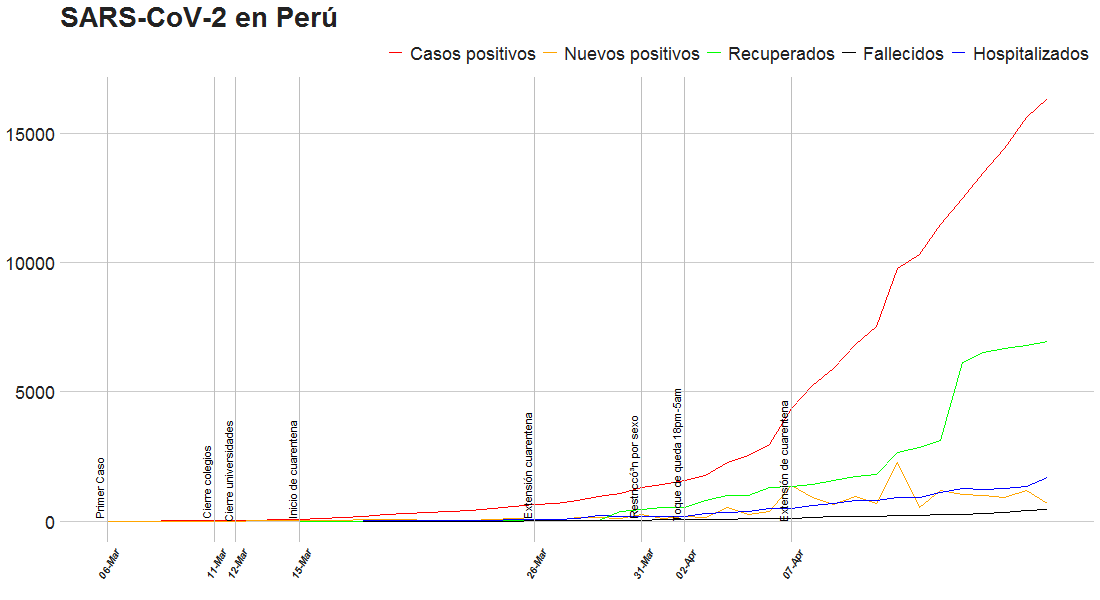 SARS-CoV-2 en Perú
Casos positivos Nuevos positivos Recuperados Fallecidos Hospitalizados
15000
10000
5000
0
Primer Caso
Cierre colegios
Cierre universidades
Inicio de cuarentena
Extensión cuarentena
Restriccó°n por sexo
Toque de queda 18pm-5am
Extensión de cuarentena
06-Mar
11-Mar
12-Mar
15-Mar
26-Mar
31-Mar
02-Apr
07-Apr